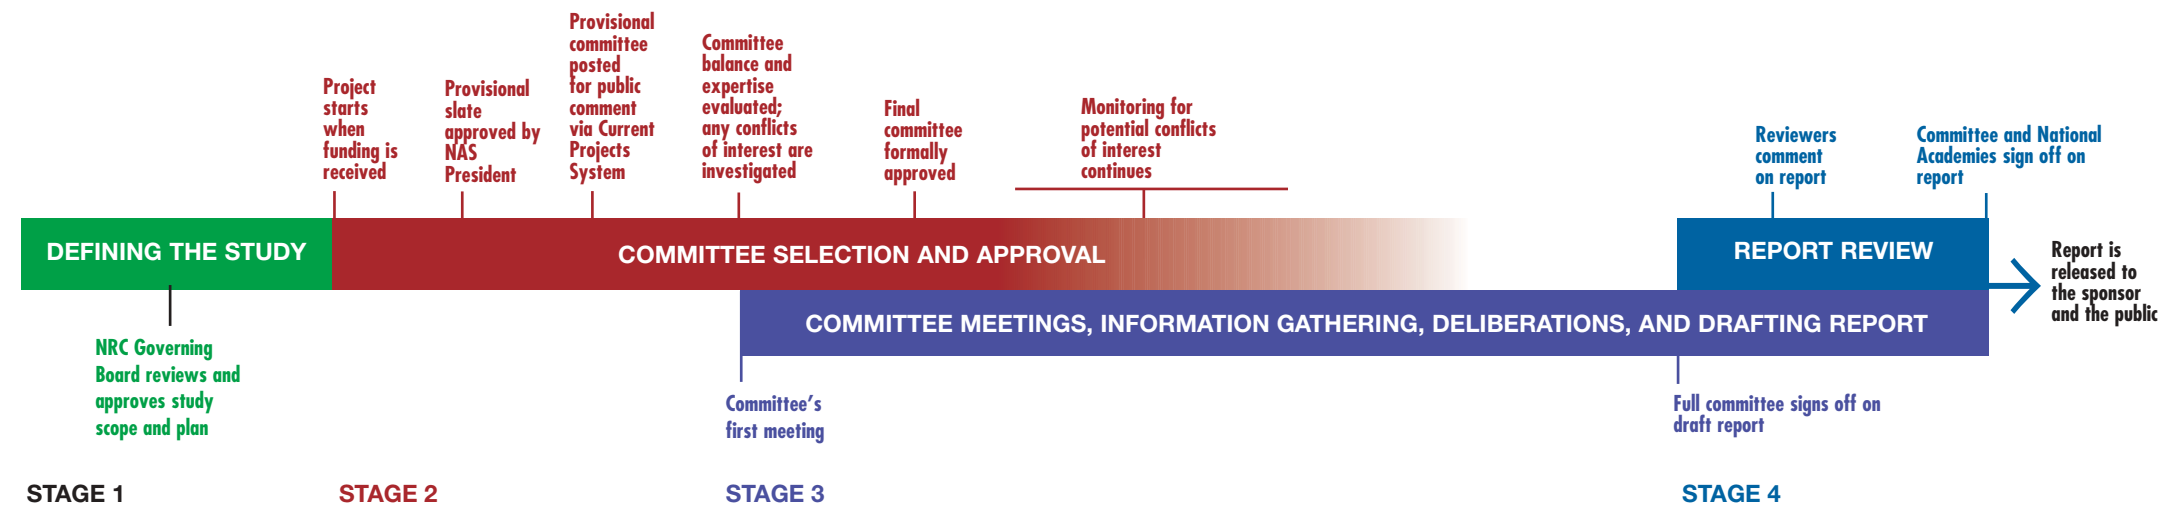 Project
starts
when
funding is
received
Provisional
slate
approved by
NAS
President
Provisional
committee
posted
for public
comment
via Current
Projects
System
Committee
balance and
expertise
evaluated;
any conflicts
of interest are
investigated
Final
committee
formally
approved
Monitoring for
potential conflicts
of interest
continues
Reviewers
comment
on report
Committee and National
Academies sign off on
report
DEFINING THE STUDY
COMMITTEE SELECTION AND APPROVAL
REPORT REVIEW
Report is
released to
the sponsor
and the public
COMMITTEE MEETINGS, INFORMATION GATHERING, DELIBERATIONS, AND DRAFTING REPORT
NRC Governing
Board reviews and
approves study
scope and plan
Committee’s
first meeting
Full committee signs off on
draft report
STAGE 1
STAGE 2
STAGE 3
STAGE 4